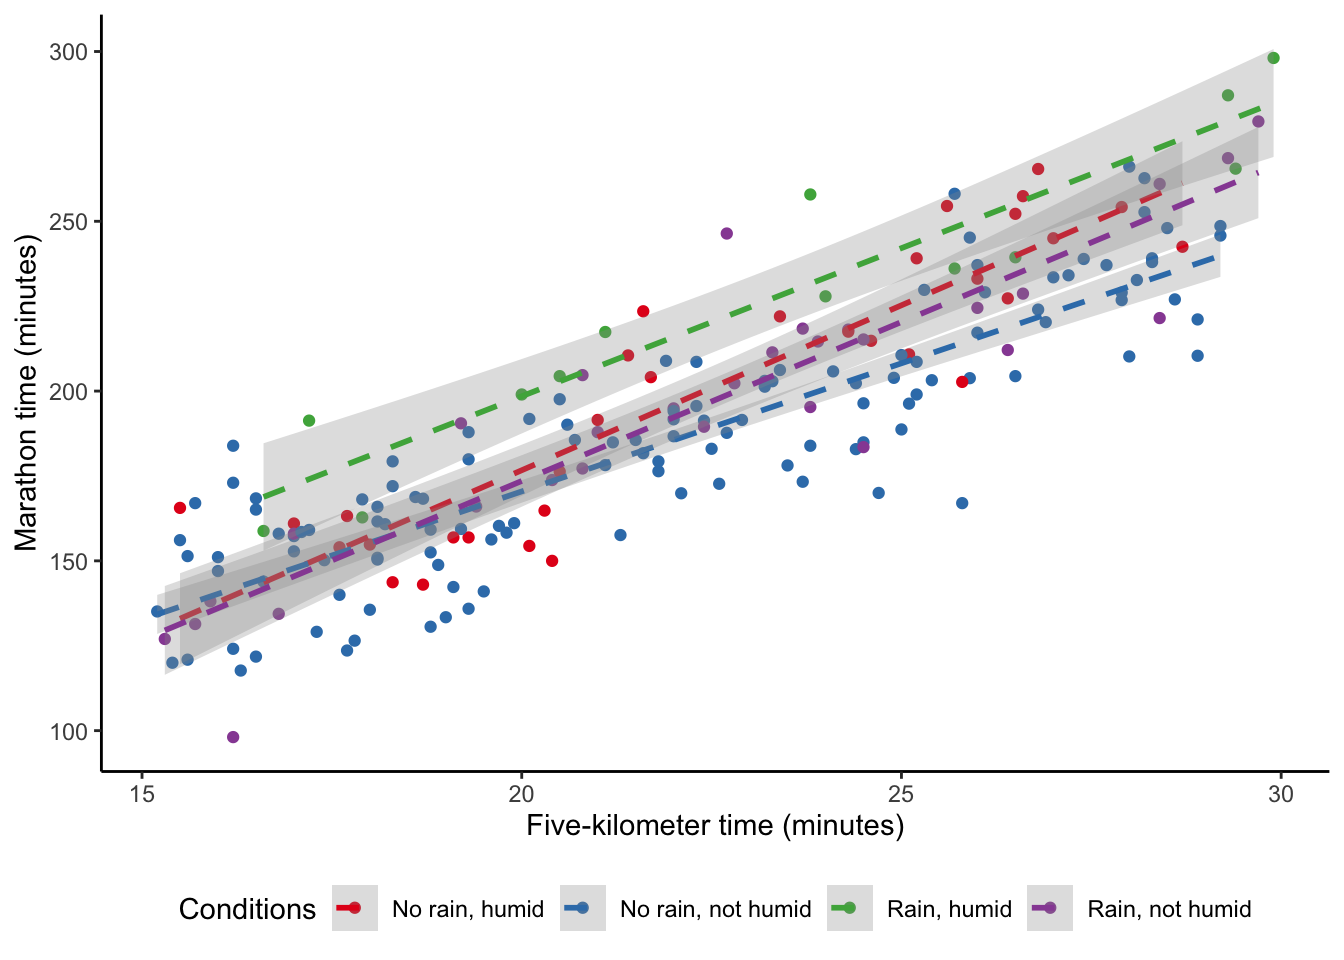 300
250
200
150
100
Marathon time (minutes)
15 20 25 30
Five-kilometer time (minutes)
Conditions No rain, humid No rain, not humid Rain, humid Rain, not humid